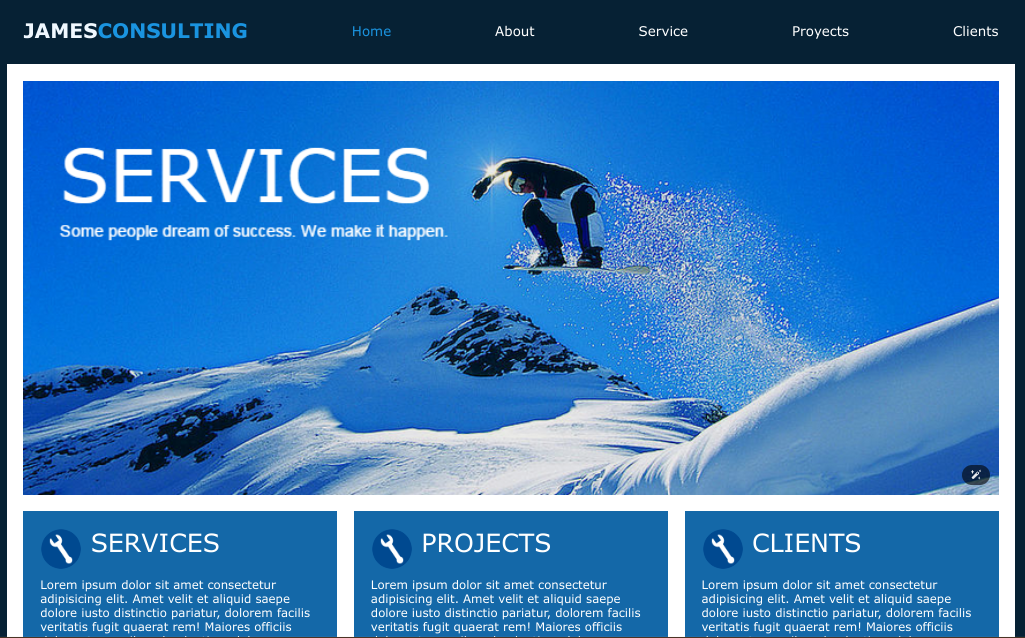 JAMESCONSULTING
Home
About
Service
Proyects
Clients
SERVICES
Some people dream of success. We make it happen.
SERVICES
Lorem ipsum dolor sit amet consectetur
adipisicing elit. Amet velit et aliquid saepe
dolore iusto distinctio pariatur, dolorem facilis
veritatis fugit quaerat rem! Maiores officiis
PROJECTS
Lorem ipsum dolor sit amet consectetur
adipisicing elit. Amet velit et aliquid saepe
dolore iusto distinctio pariatur, dolorem facilis
veritatis fugit quaerat rem! Maiores officiis
CLIENTS
Lorem ipsum dolor sit amet consectetur
adipisicing elit. Amet velit et aliquid saepe
dolore iusto distinctio pariatur, dolorem facilis
veritatis fugit quaerat rem! Maiores officiis